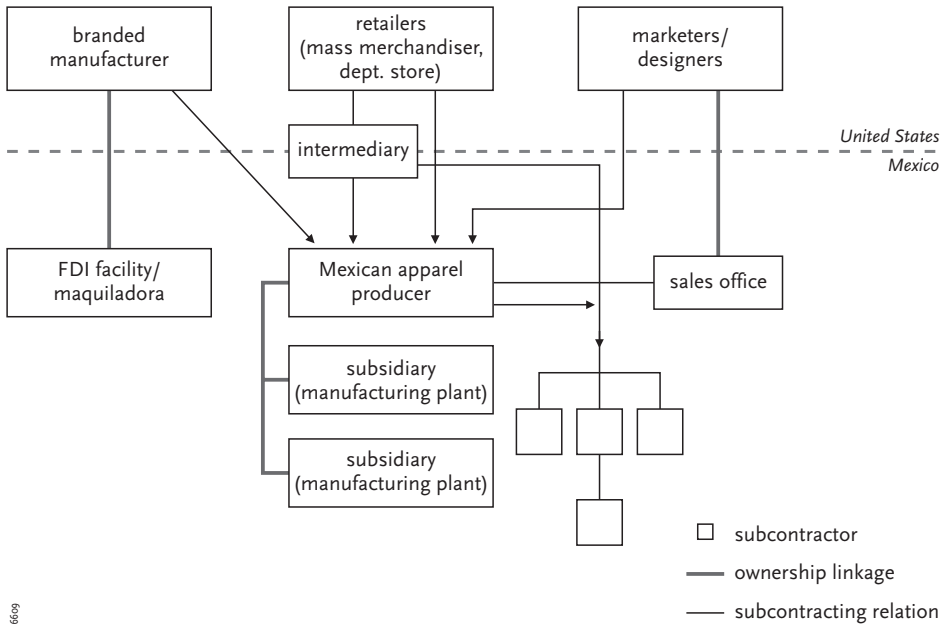 branded
manufacturer
retailers
(mass merchandiser,
dept. store)
marketers/
designers
intermediary
United States
Mexico
FDI facility/
maquiladora
Mexican apparel
producer
sales office
subsidiary
(manufacturing plant)
subsidiary
(manufacturing plant)
subcontractor
ownership linkage
subcontracting relation
6609